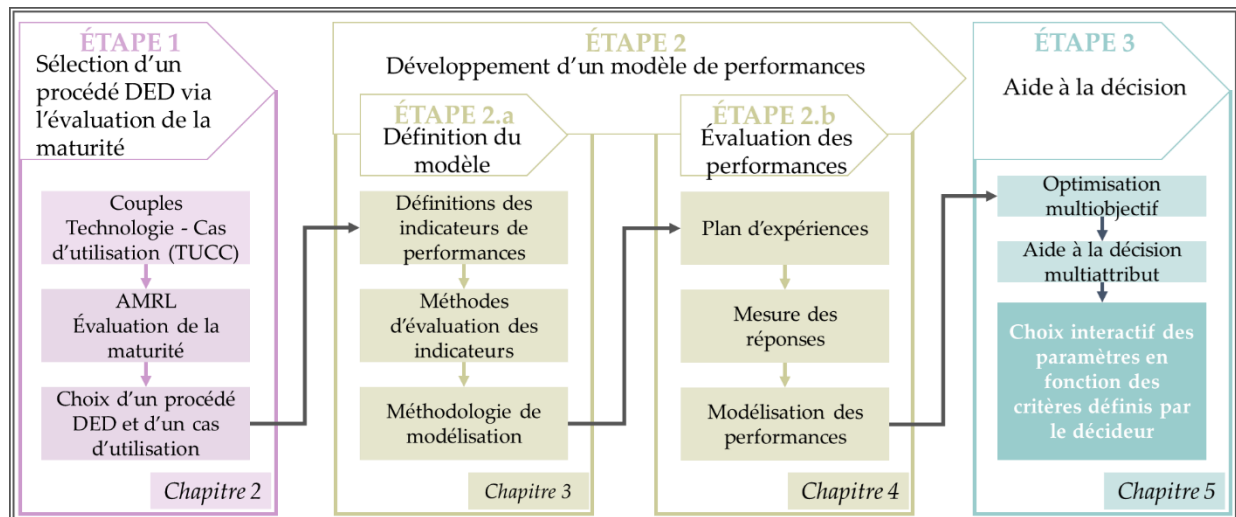 ÉTAPE 1
Sélection d'un
procédé DED via
l'évaluation de la
maturité
Couples
Technologie - Cas
d'utilisation (TUCC)
AMRL
Évaluation de la
maturité
Choix d'un procédé
DED et d'un cas
d'utilisation
Chapitre 2
ÉTAPE 2
Développement d'un modèle de performances
ÉTAPE 2.a
Définition du
modèle
Définitions des
indicateurs de
performances
Méthodes
d'évaluation des
indicateurs
Méthodologie de
modélisation
Chapitre 3
ÉTAPE 2.b
Évaluation des
performances
Plan d'expériences
Mesure des
réponses
Modélisation des
performances
Chapitre 4
ÉTAPE 3
Aide à la décision
Optimisation
multiobjectif
Aide à la décision
multiattribut
Choix interactif des
paramètres en
fonction des
critères définis par
le décideur
Chapitre 5